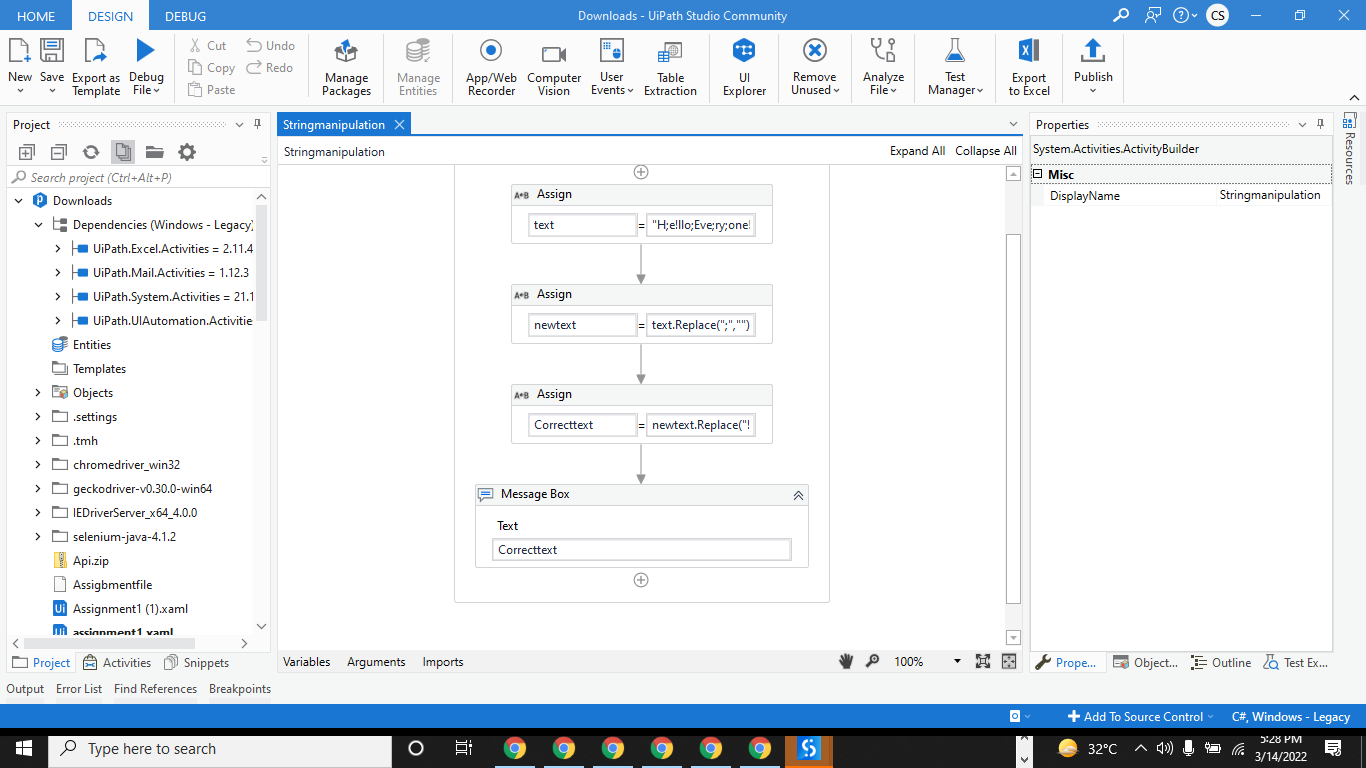 HOME DESIGN DEBUG Downloads - UiPath Studio Community CS
New Save Export as Template Debug File Cut Copy Paste Undo Redo Manage Packages Manage Entities App/Web Recorder Computer Vision User Events Table Extraction UI Explorer Remove Unused Analyze File Test Manager Export to Excel Publish
Project
Search project (Ctrl+Alt+P)
Downloads
Dependencies (Windows - Legacy)
UiPath.Excel.Activities = 2.11.4
UiPath.Mail.Activities = 1.12.3
UiPath.System.Activities = 21.1
UiPath.UIAutomation.Activitie
Entities
Templates
Objects
.settings
.tmh
chromedriver_win32
geckodriver-v0.30.0-win64
IEDriverServer_x64_4.0.0
selenium-java-4.1.2
Api.zip
Assigbmentfile
Assignment1 (1).xaml
assignment1.xaml
Project Activities Snippets
Stringmanipulation
Stringmanipulation Expand All Collapse All
A+B Assign
text = "H;e!llo;Eve;ry;one!
A+B Assign
newtext = text.Replace(";","")
A+B Assign
Correcttext = newtext.Replace("!
Message Box
Text
Correcttext
Variables Arguments Imports 100%
Properties
System.Activities.ActivityBuilder
Misc
DisplayName Stringmanipulation
Resources
Prope... Object... Outline Test Ex...
Output Error List Find References Breakpoints
Add To Source Control C#, Windows - Legacy
Type here to search 32°C 5:28 PM
3/14/2022